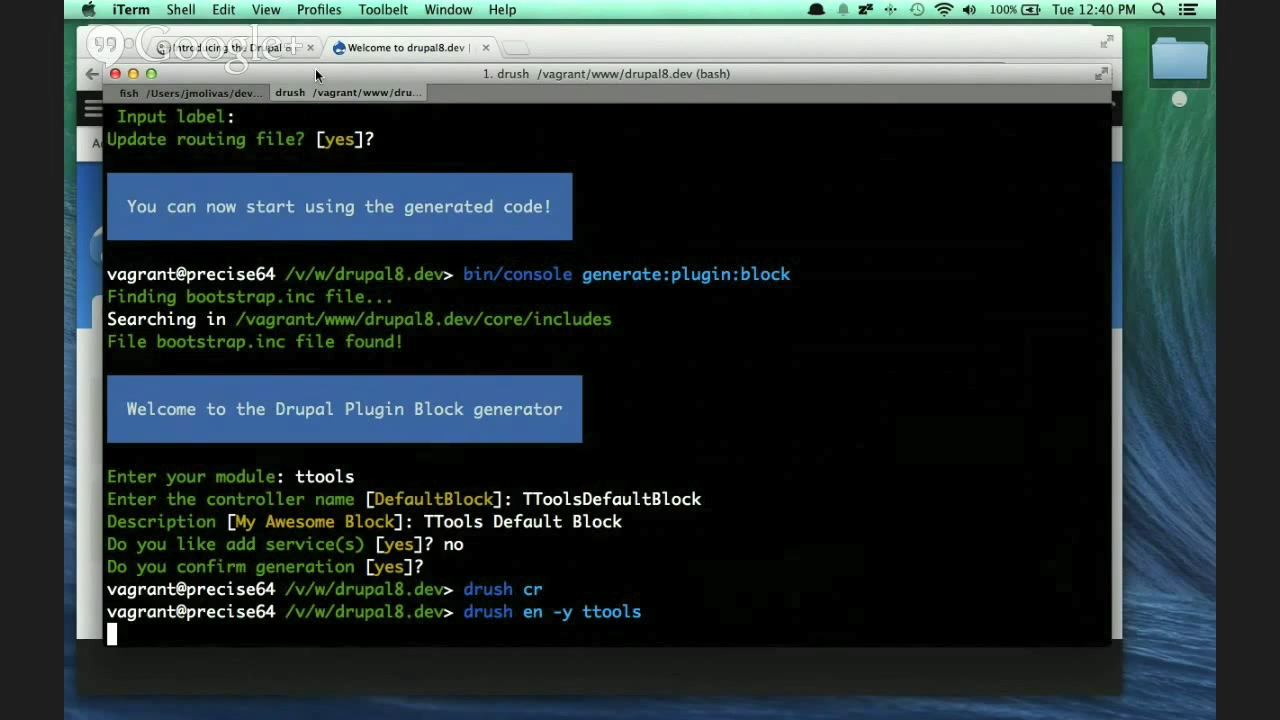 iTerm Shell Edit View Profiles Toolbelt Window Help 100% Tue 12:40 PM
Google+
Introducing the Drupal Welcome to drupal8.dev |
1. drush /vagrant/www/drupal8.dev (bash)
fish /Users/jmolivas/dev... drush /vagrant/www/dru...
Input label:
Update routing file? [yes]?
You can now start using the generated code!
vagrant@precise64 /v/w/drupal8.dev> bin/console generate:plugin:block
Finding bootstrap.inc file...
Searching in /vagrant/www/drupal8.dev/core/includes
File bootstrap.inc file found!
Welcome to the Drupal Plugin Block generator
Enter your module: ttools
Enter the controller name [DefaultBlock]: TToolsDefaultBlock
Description [My Awesome Block]: TTools Default Block
Do you like add service(s) [yes]? no
Do you confirm generation [yes]?
vagrant@precise64 /v/w/drupal8.dev> drush cr
vagrant@precise64 /v/w/drupal8.dev> drush en -y ttools